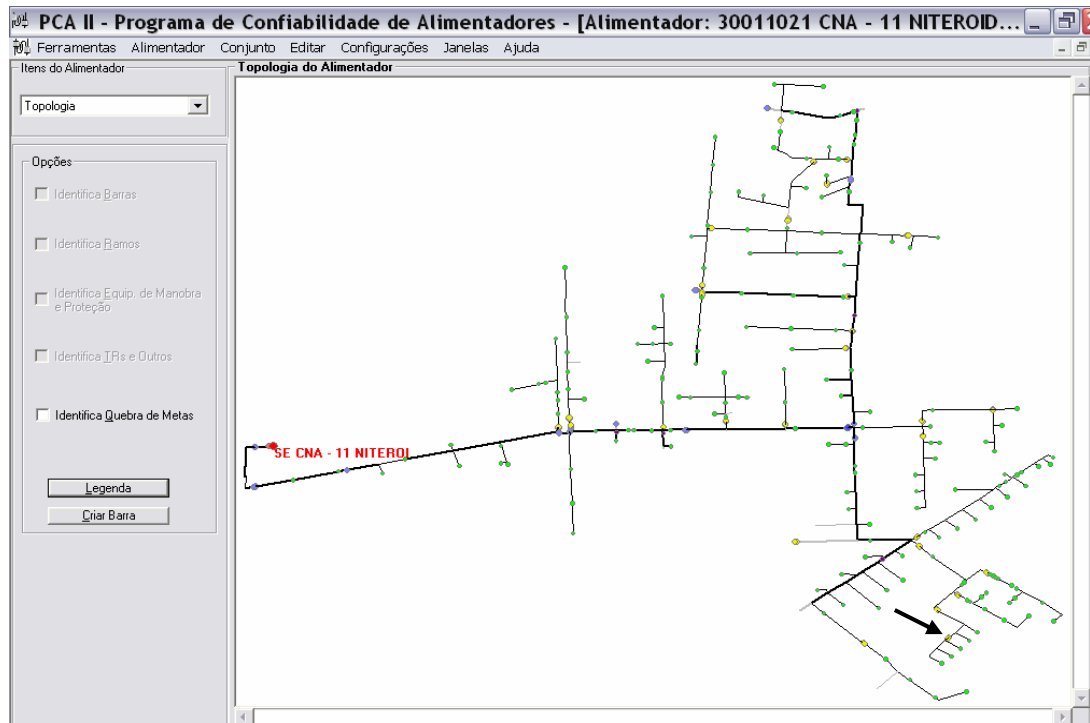 PCA II - Programa de Confiabilidade de Alimentadores - [Alimentador: 30011021 CNA - 11 NITEROID...
Ferramentas Alimentador Conjunto Editar Configurações Janelas Ajuda
Itens do Alimentador
Topologia
Opções
Identifica Barras
Identifica Ramos
Identifica Equip. de Manobra
e Proteção
Identifica TRs e Outros
Identifica Quebra de Metas
Legenda
Criar Barra
Topologia do Alimentador
SE CNA - 11 NITEROI